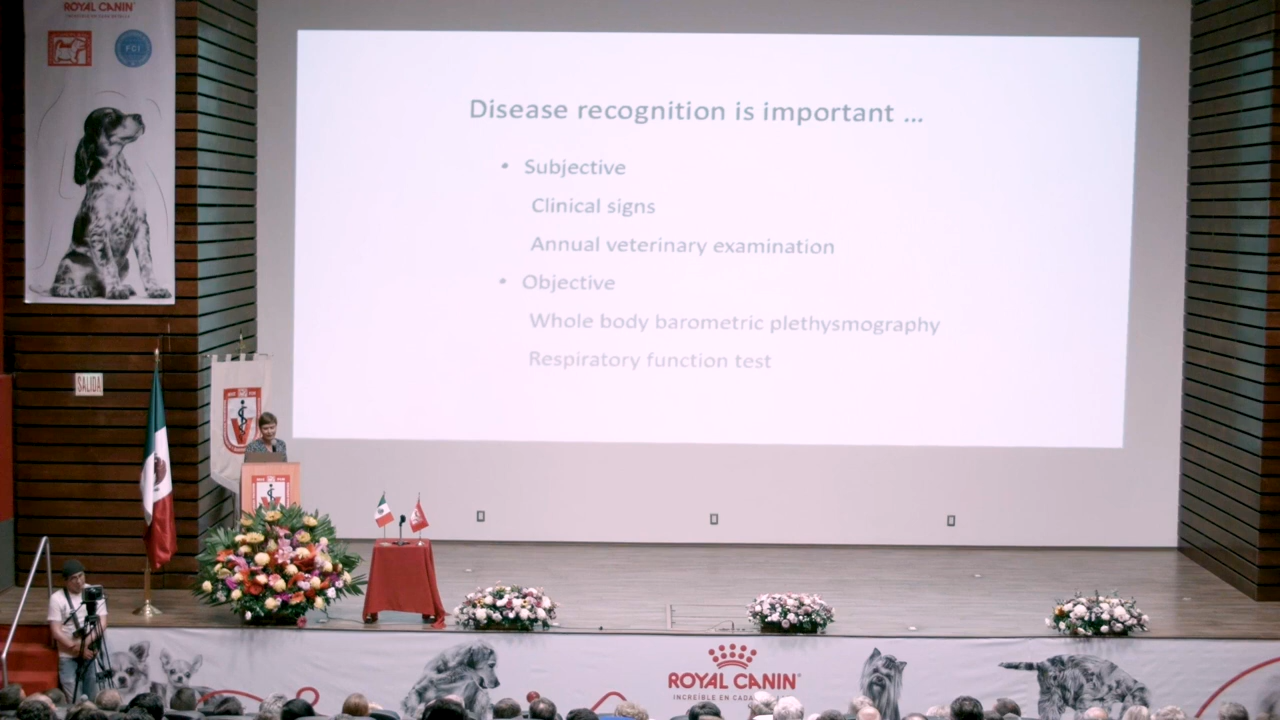 ROYAL CANIN
FCI
Disease recognition is important ...
• Subjective
Clinical signs
Annual veterinary examination
• Objective
Whole body barometric plethysmography
Respiratory function test
SALIDA
ROYAL CANIN
INCREÍBLE EN CADA